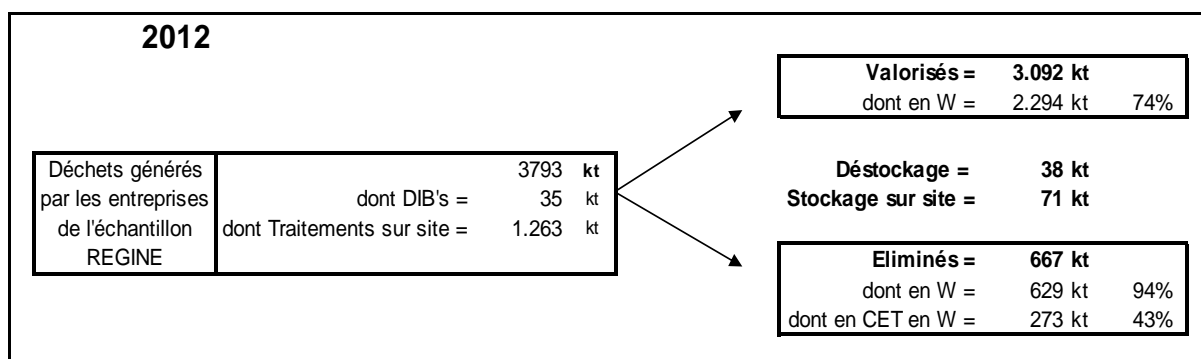 2012
Valorisés = 3.092 kt
dont en W = 2.294 kt 74%
Déchets générés 3793 kt
par les entreprises dont DIB's = 35 kt
de l'échantillon dont Traitements sur site = 1.263 kt
REGINE
Déstockage = 38 kt
Stockage sur site = 71 kt
Eliminés = 667 kt
dont en W = 629 kt 94%
dont en CET en W = 273 kt 43%